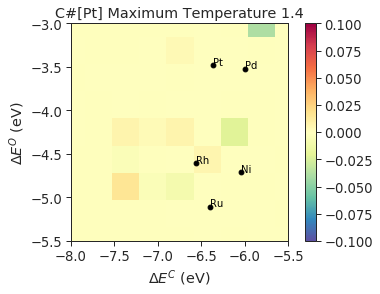 C#[Pt] Maximum Temperature 1.4
−3.0
−3.5
−4.0
−4.5
−5.0
−5.5
ΔE^O (eV)
Pt
Pd
Rh
Ni
Ru
−8.0 −7.5 −7.0 −6.5 −6.0 −5.5
ΔE^C (eV)
0.100
0.075
0.050
0.025
0.000
−0.025
−0.050
−0.075
−0.100